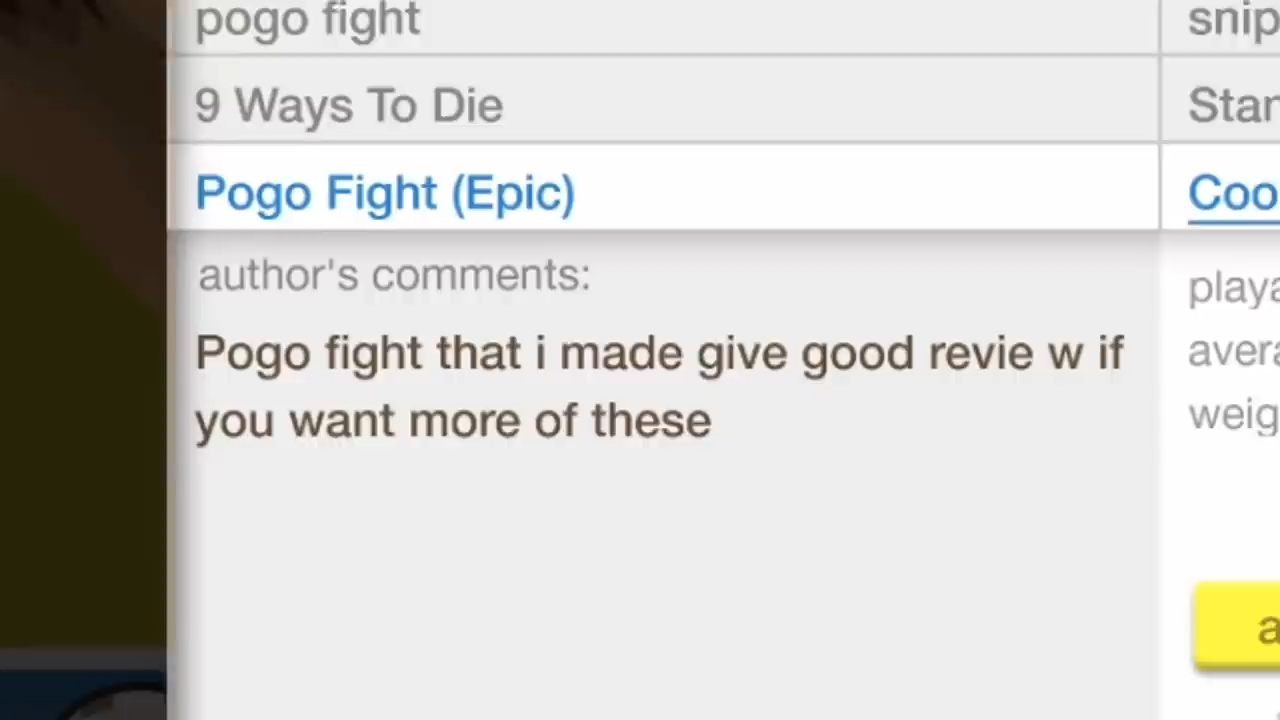 pogo fight
9 Ways To Die
Pogo Fight (Epic)
author's comments:
Pogo fight that i made give good revie w if
you want more of these